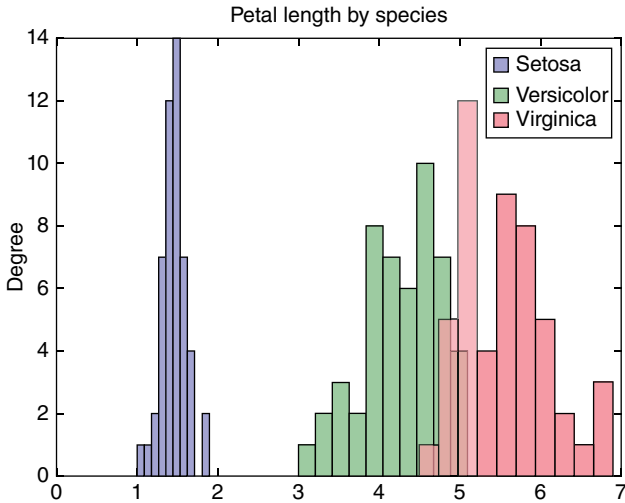 Petal length by species
Setosa
Versicolor
Virginica
Degree
14
12
10
8
6
4
2
0
0 1 2 3 4 5 6 7